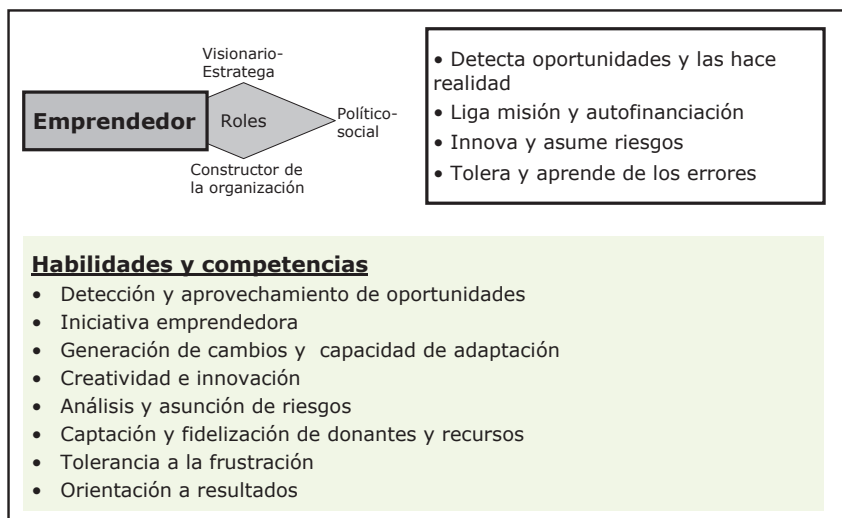 Visionario-
Estratega
Emprendedor
Roles
Político-
social
Constructor de
la organización
• Detecta oportunidades y las hace
realidad
• Liga misión y autofinanciación
• Innova y asume riesgos
• Tolera y aprende de los errores
Habilidades y competencias
• Detección y aprovechamiento de oportunidades
• Iniciativa emprendedora
• Generación de cambios y capacidad de adaptación
• Creatividad e innovación
• Análisis y asunción de riesgos
• Captación y fidelización de donantes y recursos
• Tolerancia a la frustración
• Orientación a resultados